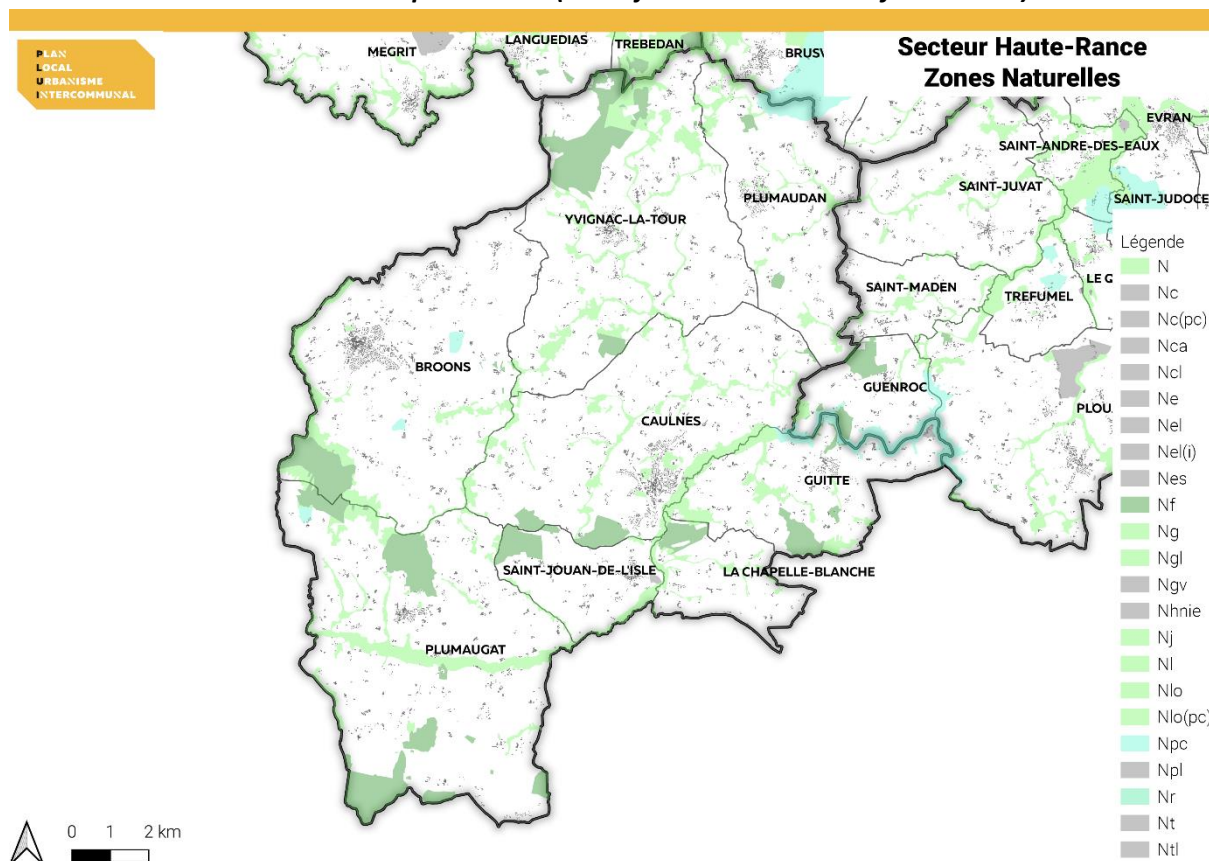 PLAN
LOCAL
URBANISME
INTERCOMMUNAL
Secteur Haute-Rance
Zones Naturelles
MEGRIT
LANGUEDIAS
TREBEDAN
BRUSV
EVRAN
SAINT-ANDRE-DES-EAUX
SAINT-JUVAT
SAINT-JUDOCE
PLUMAUDAN
YVIGNAC-LA-TOUR
SAINT-MADEN
TREFUMEL
LE G
BROONS
GUENROC
PLOU
CAULNES
GUITTE
SAINT-JOUAN-DE-L'ISLE
LA CHAPELLE-BLANCHE
PLUMAUGAT
Légende
N
Nc
Nc(pc)
Nca
Ncl
Ne
Nel
Nel(i)
Nes
Nf
Ng
Ngl
Ngv
Nhnie
Nj
Nl
Nlo
Nlo(pc)
Npc
Npl
Nr
Nt
Ntl
0 1 2 km